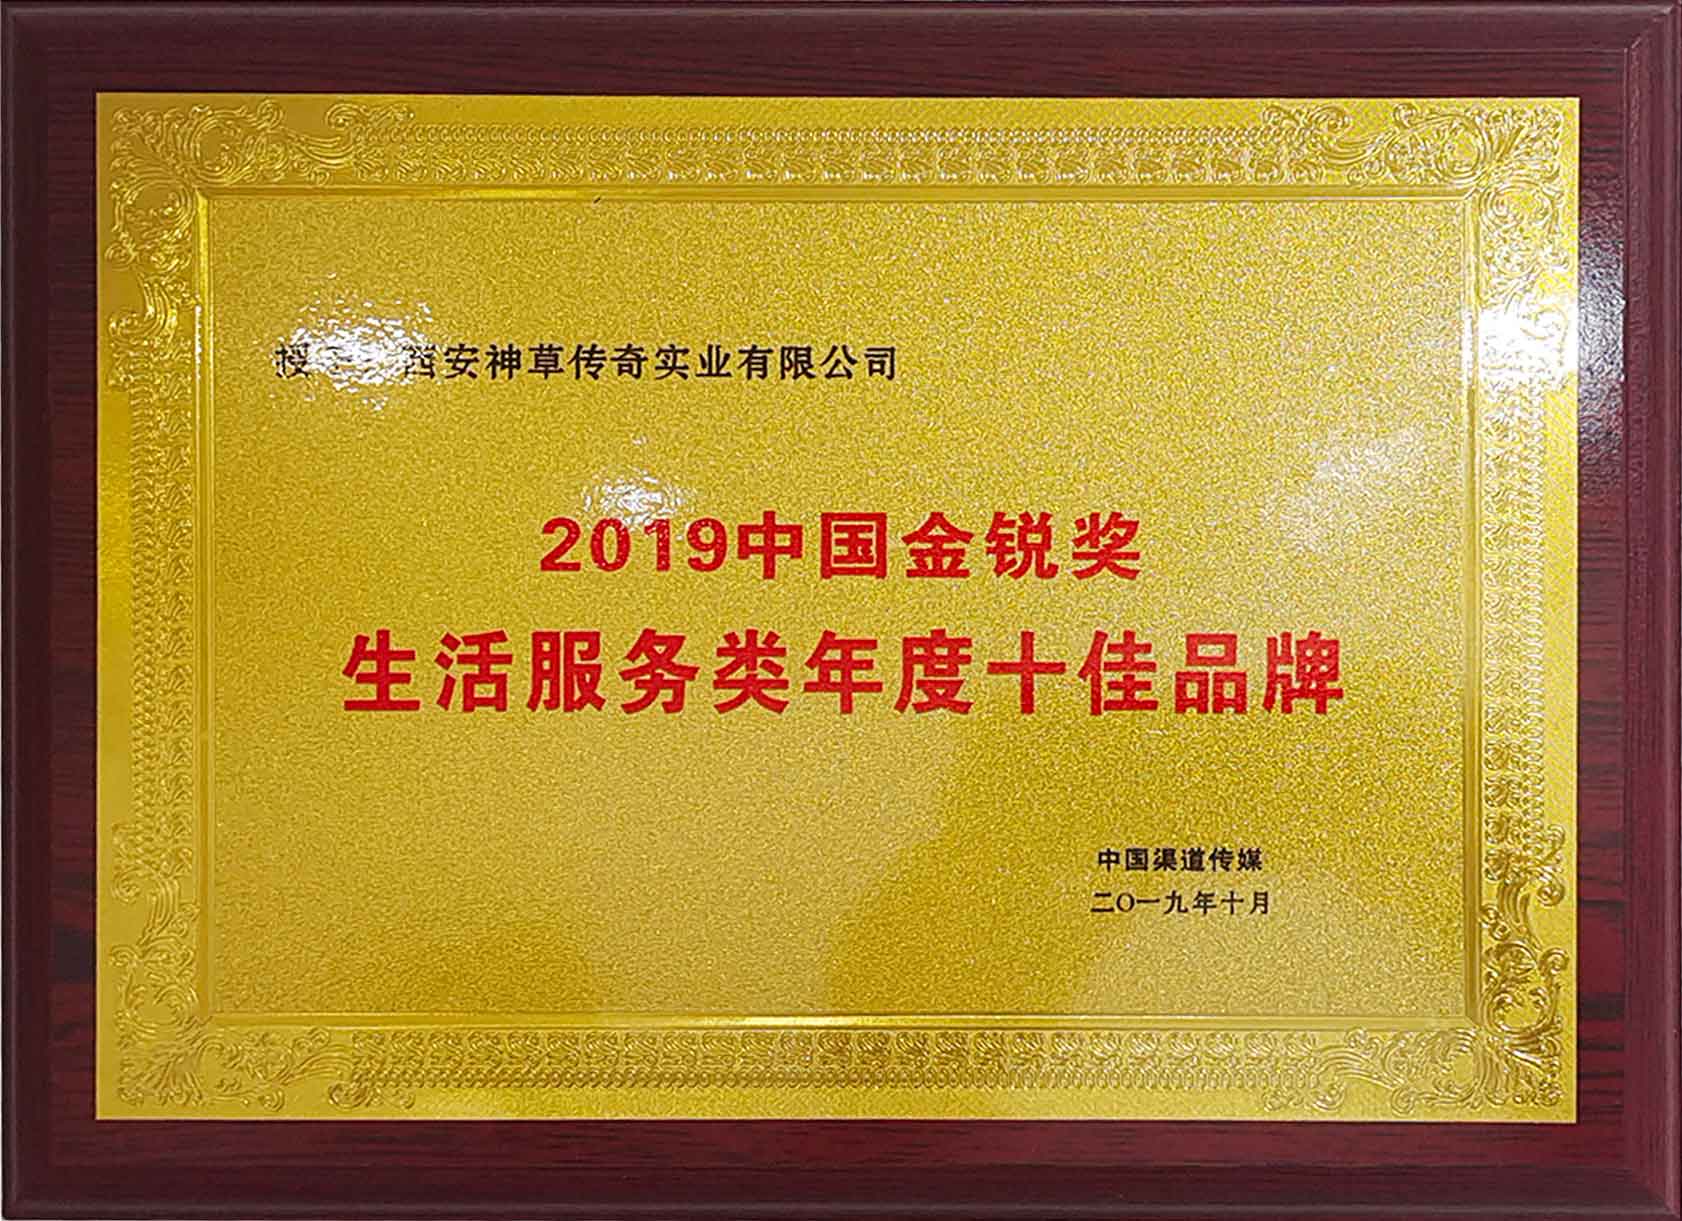 授 西安神草传奇实业有限公司
2019中国金锐奖
生活服务类年度十佳品牌
中国渠道传媒
二〇一九年十月